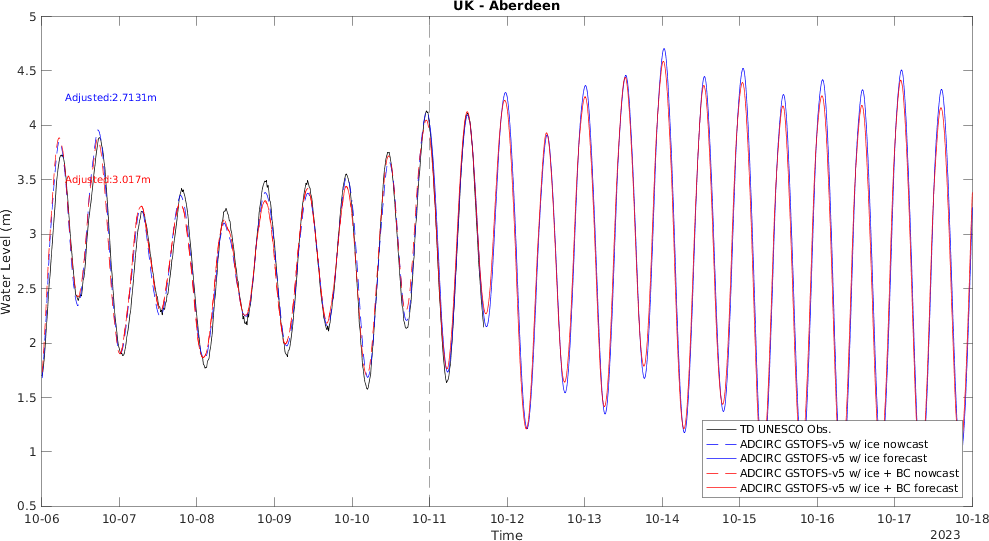 UK - Aberdeen
5
4.5
4
3.5
3
2.5
2
1.5
1
0.5
Water Level (m)
Adjusted:2.7131m
Adjusted:3.017m
TD UNESCO Obs.
ADCIRC GSTOFS-v5 w/ ice nowcast
ADCIRC GSTOFS-v5 w/ ice forecast
ADCIRC GSTOFS-v5 w/ ice + BC nowcast
ADCIRC GSTOFS-v5 w/ ice + BC forecast
10-06 10-07 10-08 10-09 10-10 10-11 10-12 10-13 10-14 10-15 10-16 10-17 10-18
Time
2023